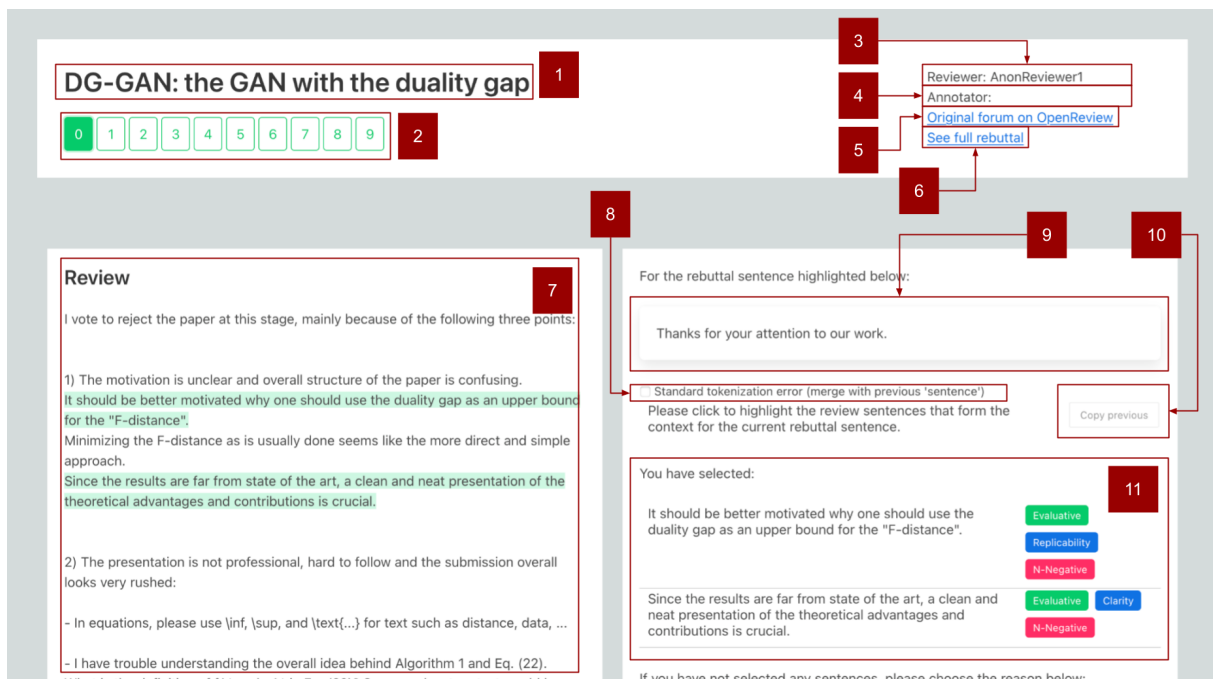 DG-GAN: the GAN with the duality gap
1
0 1 2 3 4 5 6 7 8 9
2
3
4
5
6
Reviewer: AnonReviewer1
Annotator:
Original forum on OpenReview
See full rebuttal
8
9
10
Review
7
I vote to reject the paper at this stage, mainly because of the following three points:
1) The motivation is unclear and overall structure of the paper is confusing.
It should be better motivated why one should use the duality gap as an upper bound
for the "F-distance".
Minimizing the F-distance as is usually done seems like the more direct and simple
approach.
Since the results are far from state of the art, a clean and neat presentation of the
theoretical advantages and contributions is crucial.
2) The presentation is not professional, hard to follow and the submission overall
looks very rushed:
- In equations, please use \inf, \sup, and \text{...} for text such as distance, data, ...
- I have trouble understanding the overall idea behind Algorithm 1 and Eq. (22).
For the rebuttal sentence highlighted below:
Thanks for your attention to our work.
Standard tokenization error (merge with previous 'sentence')
Please click to highlight the review sentences that form the
context for the current rebuttal sentence.
Copy previous
You have selected:
11
It should be better motivated why one should use the
duality gap as an upper bound for the "F-distance".
Evaluative
Replicability
N-Negative
Since the results are far from state of the art, a clean and
neat presentation of the theoretical advantages and
contributions is crucial.
Evaluative Clarity
N-Negative
If you have not selected any sentences, please choose the reason below: